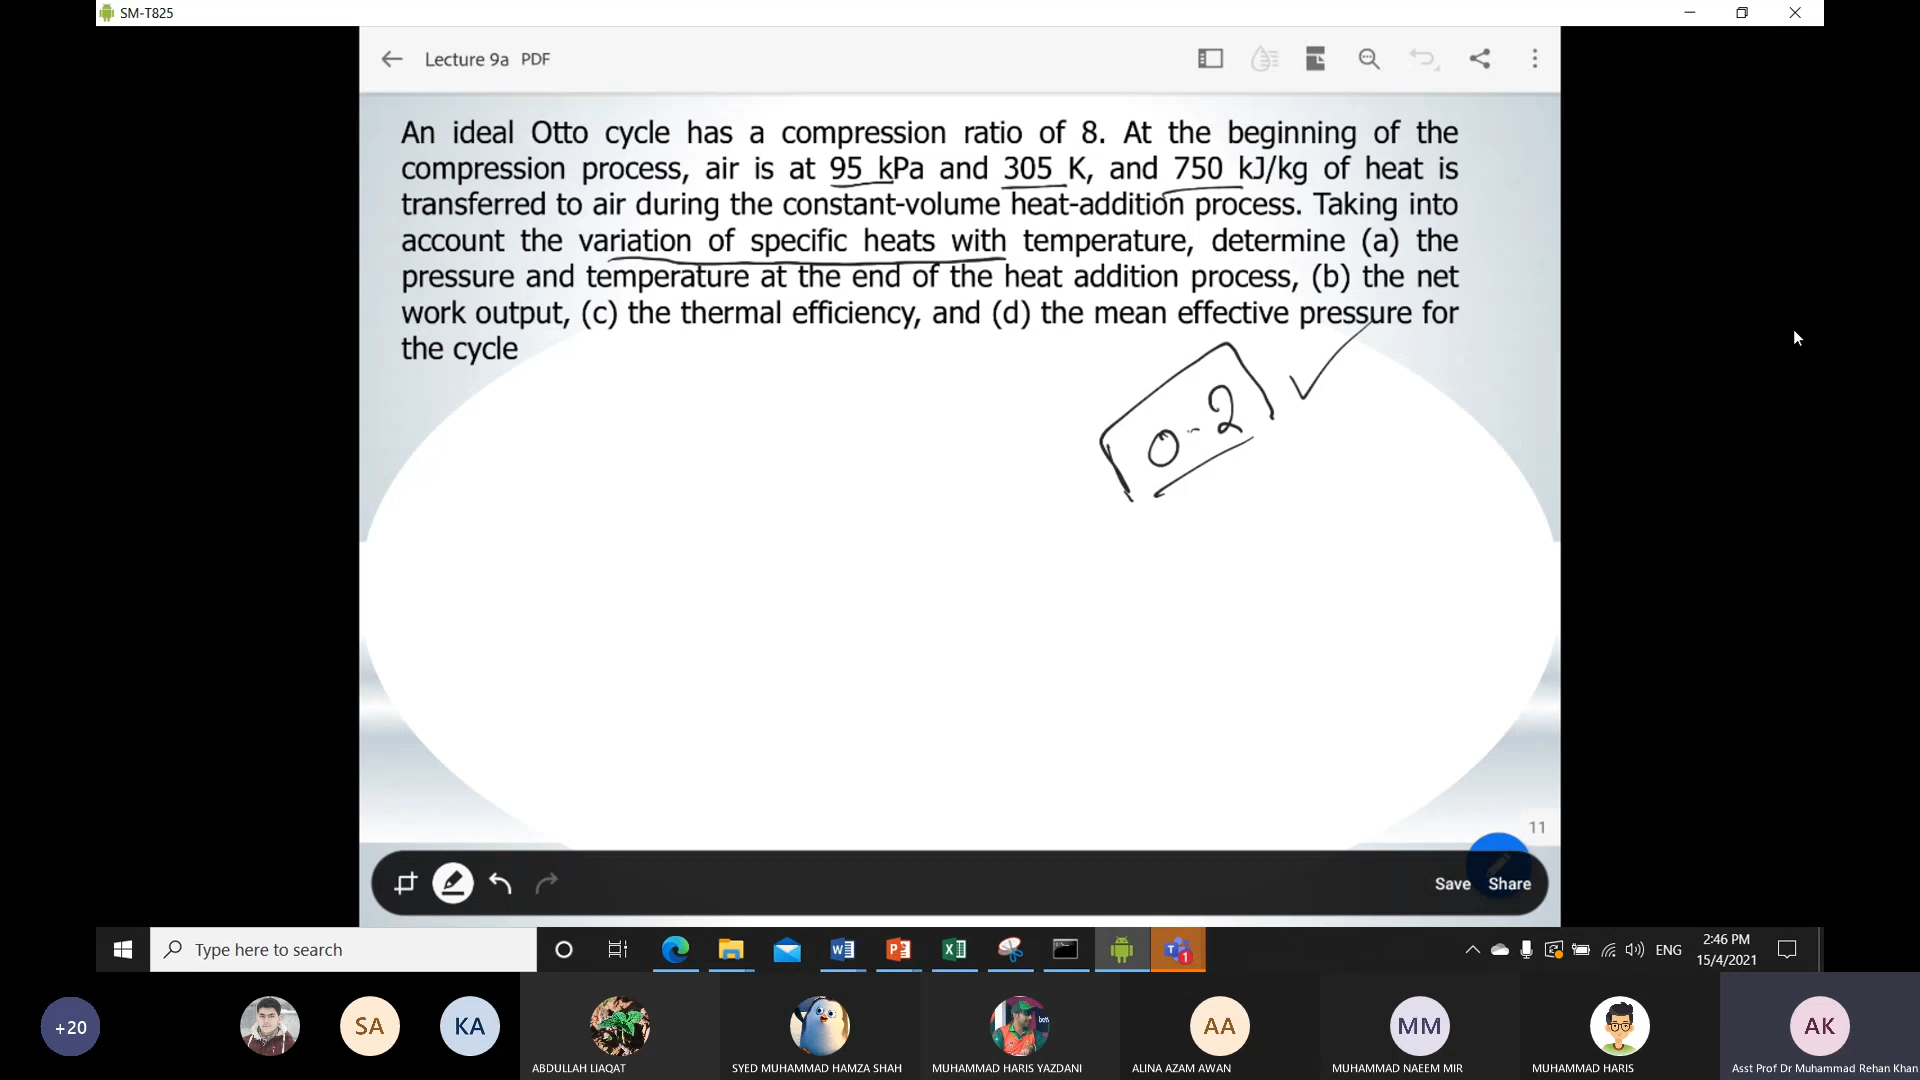 SM-T825
Lecture 9a PDF
An ideal Otto cycle has a compression ratio of 8. At the beginning of the
compression process, air is at 95 kPa and 305 K, and 750 kJ/kg of heat is
transferred to air during the constant-volume heat-addition process. Taking into
account the variation of specific heats with temperature, determine (a) the
pressure and temperature at the end of the heat addition process, (b) the net
work output, (c) the thermal efficiency, and (d) the mean effective pressure for
the cycle
0-2
11
Save Share
Type here to search
1
ENG
2:46 PM
15/4/2021
+20
SA
KA
AA
MM
AK
ABDULLAH LIAQAT
SYED MUHAMMAD HAMZA SHAH
MUHAMMAD HARIS YAZDANI
ALINA AZAM AWAN
MUHAMMAD NAEEM MIR
MUHAMMAD HARIS
Asst Prof Dr Muhammad Rehan Khan